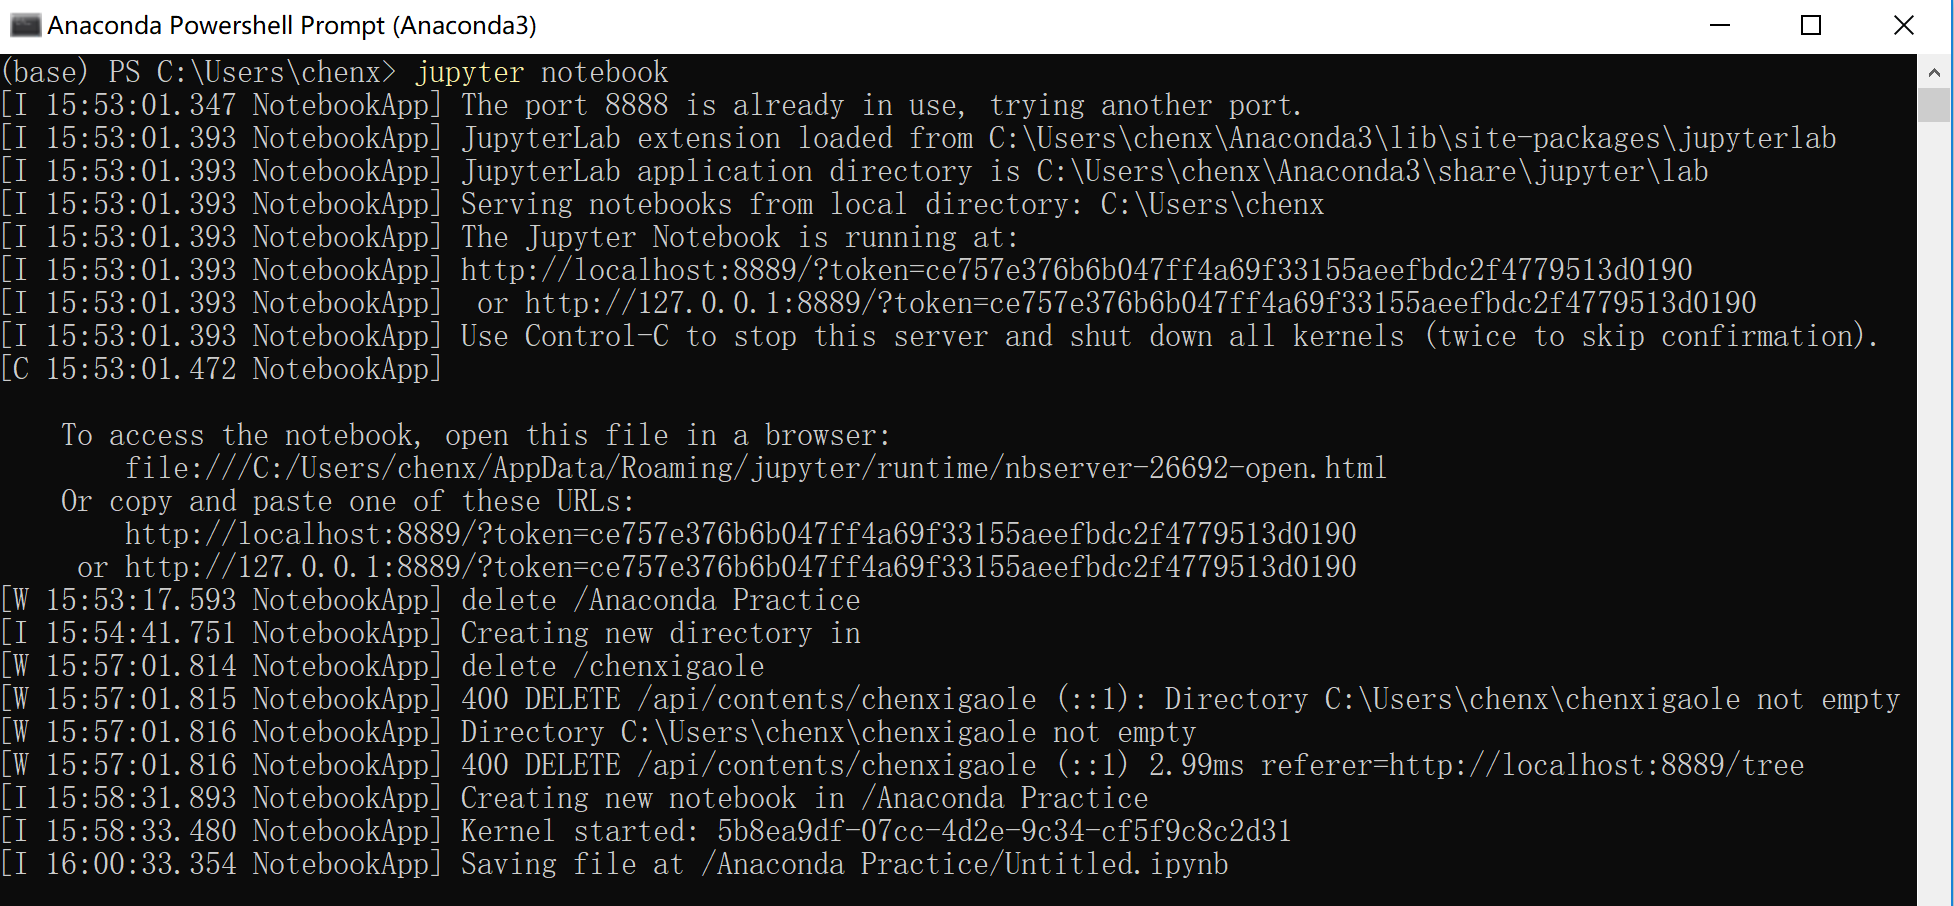 Anaconda Powershell Prompt (Anaconda3)
(base) PS C:\Users\chenx> jupyter notebook
[I 15:53:01.347 NotebookApp] The port 8888 is already in use, trying another port.
[I 15:53:01.393 NotebookApp] JupyterLab extension loaded from C:\Users\chenx\Anaconda3\lib\site-packages\jupyterlab
[I 15:53:01.393 NotebookApp] JupyterLab application directory is C:\Users\chenx\Anaconda3\share\jupyter\lab
[I 15:53:01.393 NotebookApp] Serving notebooks from local directory: C:\Users\chenx
[I 15:53:01.393 NotebookApp] The Jupyter Notebook is running at:
[I 15:53:01.393 NotebookApp] http://localhost:8889/?token=ce757e376b6b047ff4a69f33155aeefbdc2f4779513d0190
[I 15:53:01.393 NotebookApp]  or http://127.0.0.1:8889/?token=ce757e376b6b047ff4a69f33155aeefbdc2f4779513d0190
[I 15:53:01.393 NotebookApp] Use Control-C to stop this server and shut down all kernels (twice to skip confirmation).
[C 15:53:01.472 NotebookApp]
To access the notebook, open this file in a browser:
file:///C:/Users/chenx/AppData/Roaming/jupyter/runtime/nbserver-26692-open.html
Or copy and paste one of these URLs:
http://localhost:8889/?token=ce757e376b6b047ff4a69f33155aeefbdc2f4779513d0190
or http://127.0.0.1:8889/?token=ce757e376b6b047ff4a69f33155aeefbdc2f4779513d0190
[W 15:53:17.593 NotebookApp] delete /Anaconda Practice
[I 15:54:41.751 NotebookApp] Creating new directory in
[W 15:57:01.814 NotebookApp] delete /chenxigaole
[W 15:57:01.815 NotebookApp] 400 DELETE /api/contents/chenxigaole (::1): Directory C:\Users\chenx\chenxigaole not empty
[W 15:57:01.816 NotebookApp] Directory C:\Users\chenx\chenxigaole not empty
[W 15:57:01.816 NotebookApp] 400 DELETE /api/contents/chenxigaole (::1) 2.99ms referer=http://localhost:8889/tree
[I 15:58:31.893 NotebookApp] Creating new notebook in /Anaconda Practice
[I 15:58:33.480 NotebookApp] Kernel started: 5b8ea9df-07cc-4d2e-9c34-cf5f9c8c2d31
[I 16:00:33.354 NotebookApp] Saving file at /Anaconda Practice/Untitled.ipynb